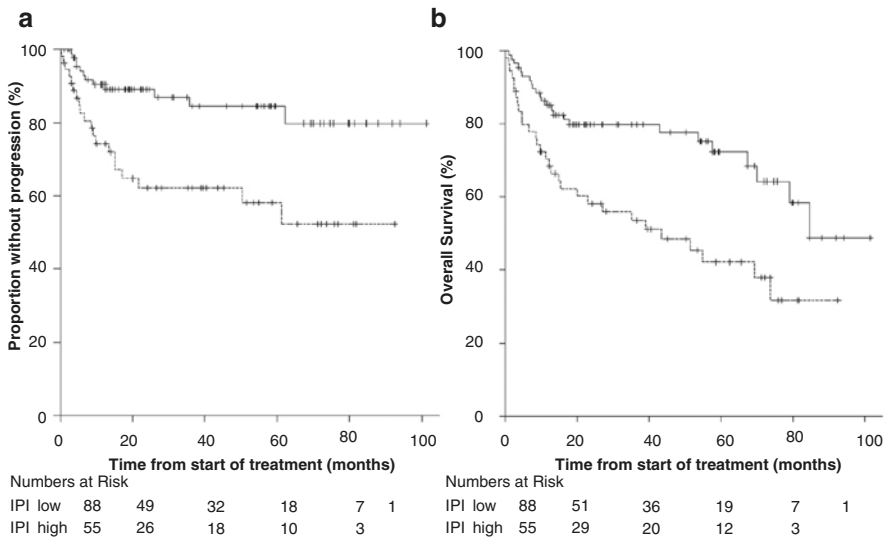 a
Proportion without progression (%)
100
80
60
40
20
0
0 20 40 60 80 100
Time from start of treatment (months)
Numbers at Risk
IPI low 88 49 32 18 7 1
IPI high 55 26 18 10 3
b
Overall Survival (%)
100
80
60
40
20
0
0 20 40 60 80 100
Time from start of treatment (months)
Numbers at Risk
IPI low 88 51 36 19 7 1
IPI high 55 29 20 12 3